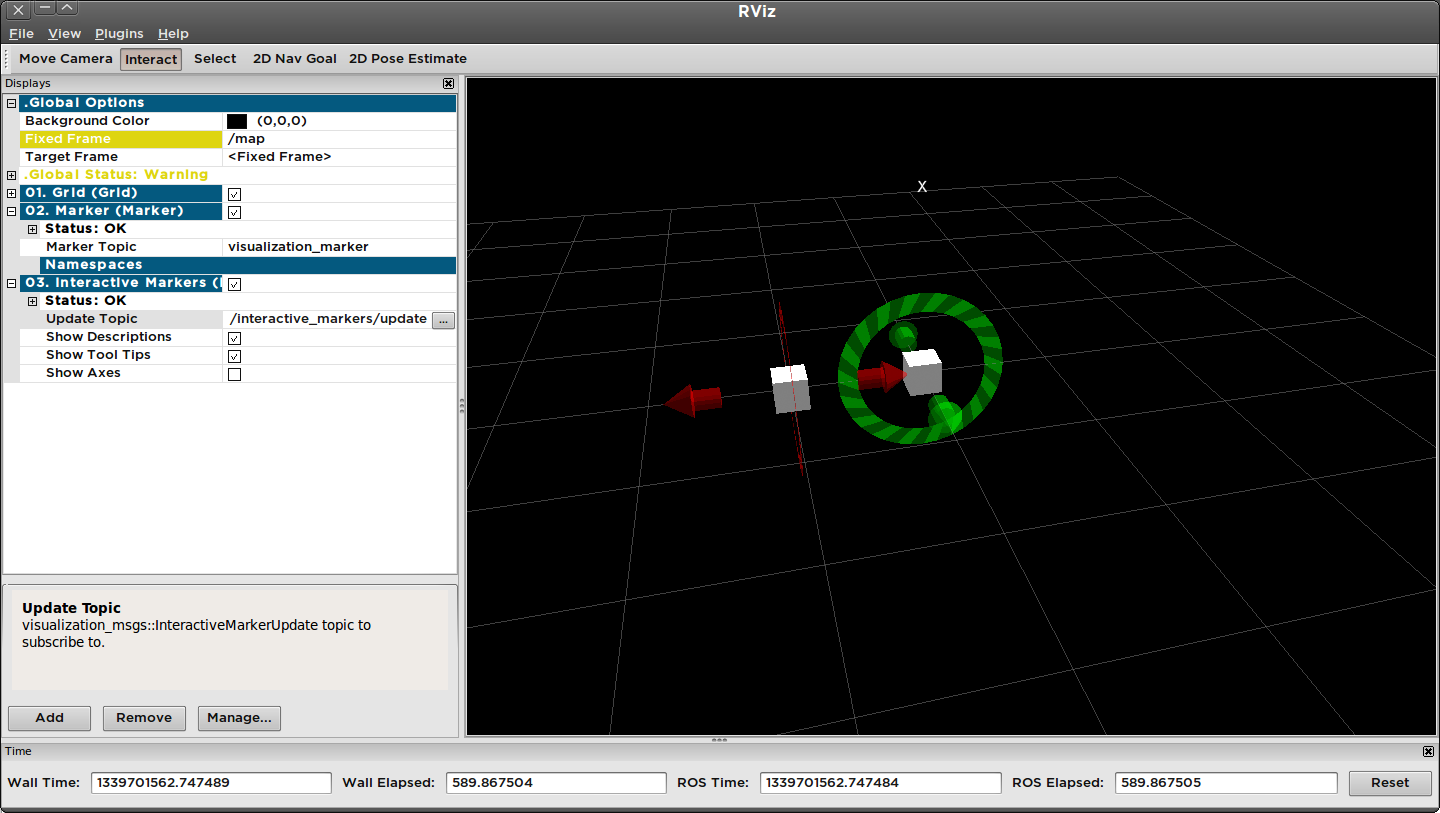 RViz
File View Plugins Help
Move Camera Interact Select 2D Nav Goal 2D Pose Estimate
Displays
.Global Options
Background Color (0,0,0)
Fixed Frame /map
Target Frame <Fixed Frame>
.Global Status: Warning
01. Grid (Grid)
02. Marker (Marker)
Status: OK
Marker Topic visualization_marker
Namespaces
03. Interactive Markers (
Status: OK
Update Topic /interactive_markers/update ...
Show Descriptions
Show Tool Tips
Show Axes
X
Update Topic
visualization_msgs::InteractiveMarkerUpdate topic to
subscribe to.
Add Remove Manage...
Time
Wall Time: 1339701562.747489 Wall Elapsed: 589.867504 ROS Time: 1339701562.747484 ROS Elapsed: 589.867505 Reset